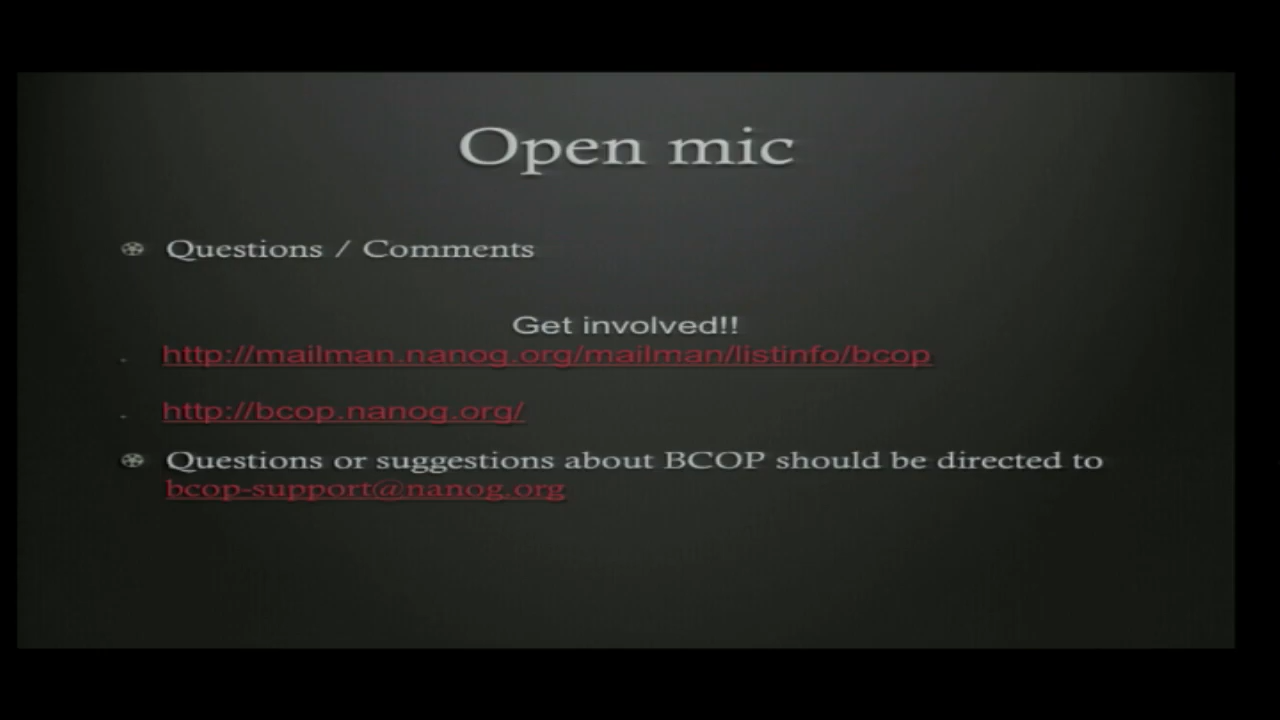 Open mic
Questions / Comments
Get involved!!
http://mailman.nanog.org/mailman/listinfo/bcop
http://bcop.nanog.org/
Questions or suggestions about BCOP should be directed to
bcop-support@nanog.org